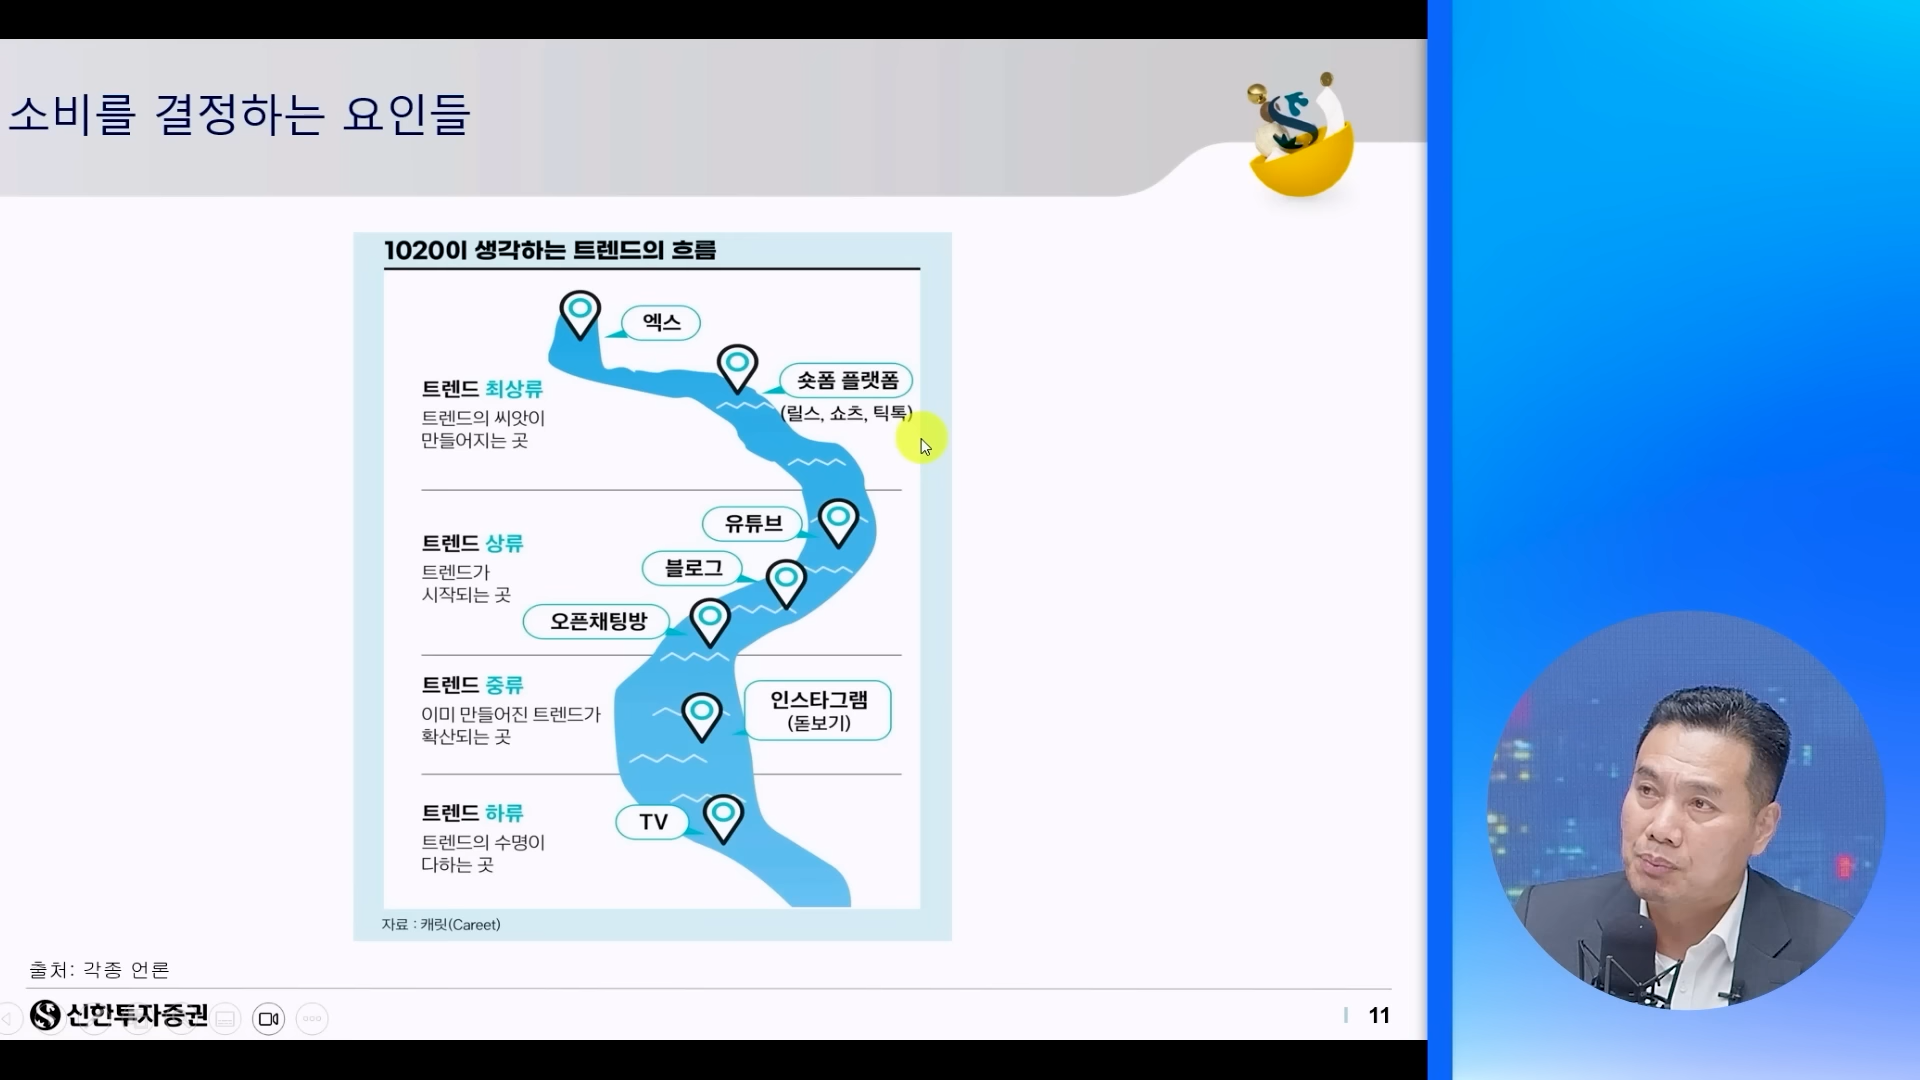 소비를 결정하는 요인들
1020이 생각하는 트렌드의 흐름
엑스
숏폼 플랫폼
(릴스, 쇼츠, 틱톡)
트렌드 최상류
트렌드의 씨앗이
만들어지는 곳
유튜브
트렌드 상류
트렌드가
시작되는 곳
블로그
오픈채팅방
트렌드 중류
이미 만들어진 트렌드가
확산되는 곳
인스타그램
(돋보기)
트렌드 하류
트렌드의 수명이
다하는 곳
TV
자료 : 캐릿(Careet)
출처: 각종 언론
신한투자증권
11